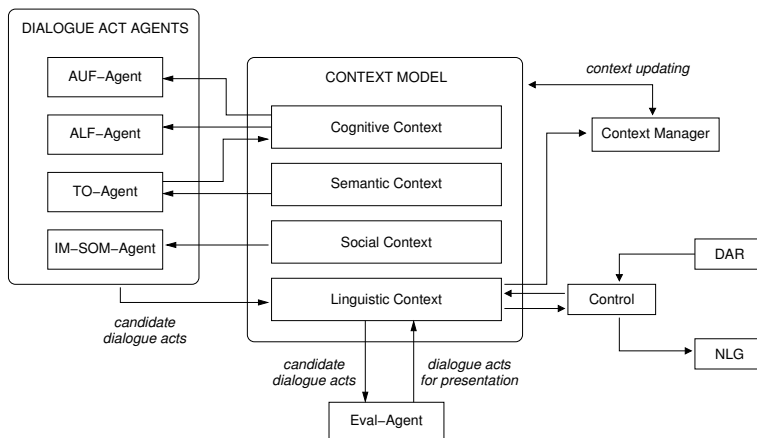 DIALOGUE ACT AGENTS
AUF-Agent
ALF-Agent
TO-Agent
IM-SOM-Agent
candidate
dialogue acts
CONTEXT MODEL
Cognitive Context
Semantic Context
Social Context
Linguistic Context
candidate
dialogue acts
dialogue acts
for presentation
Eval-Agent
context updating
Context Manager
DAR
Control
NLG